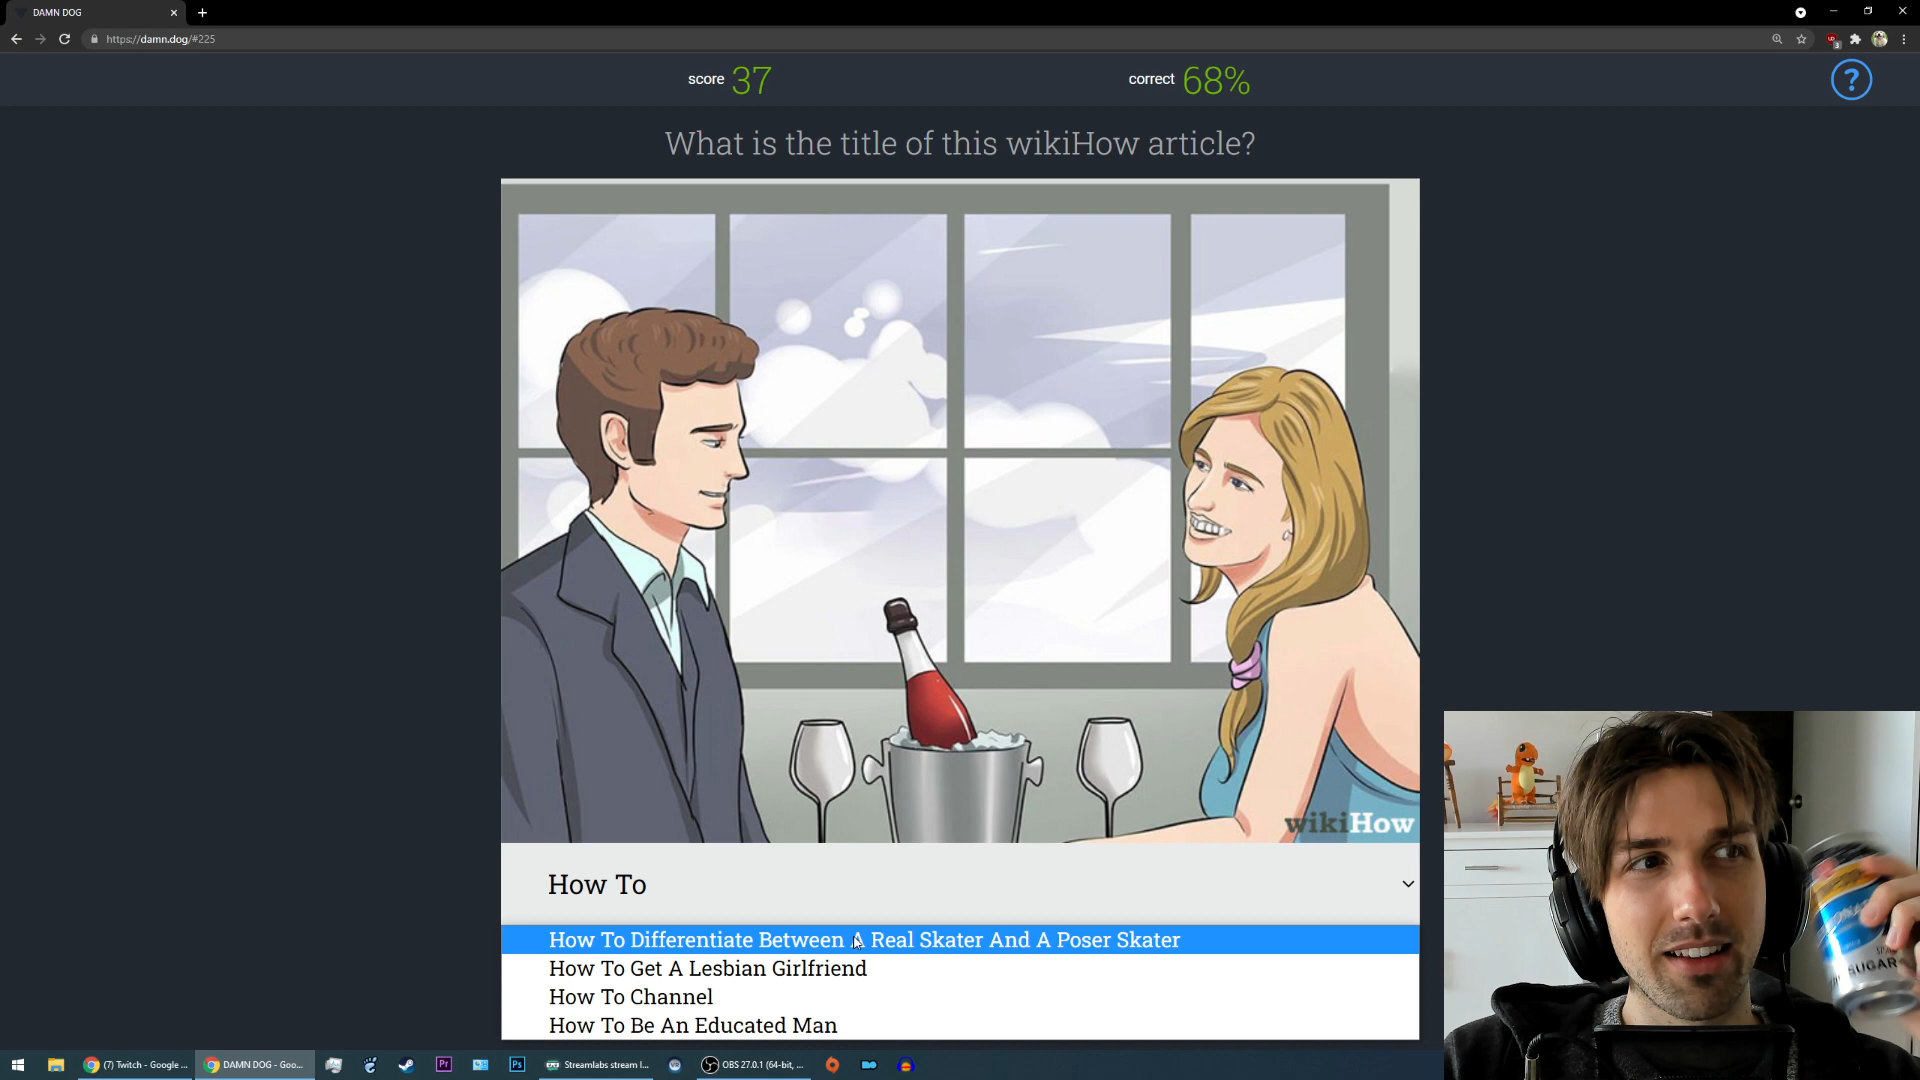 DAMN DOG
https://damn.dog/#225
score 37
correct 68%
?
What is the title of this wikiHow article?
wikiHow
How To
How To Differentiate Between A Real Skater And A Poser Skater
How To Get A Lesbian Girlfriend
How To Channel
How To Be An Educated Man
SUGAR
(7) Twitch - Google ...
DAMN DOG - Goo...
Pr
Ps
Streamlabs stream l...
OBS 27.0.1 (64-bit, ...